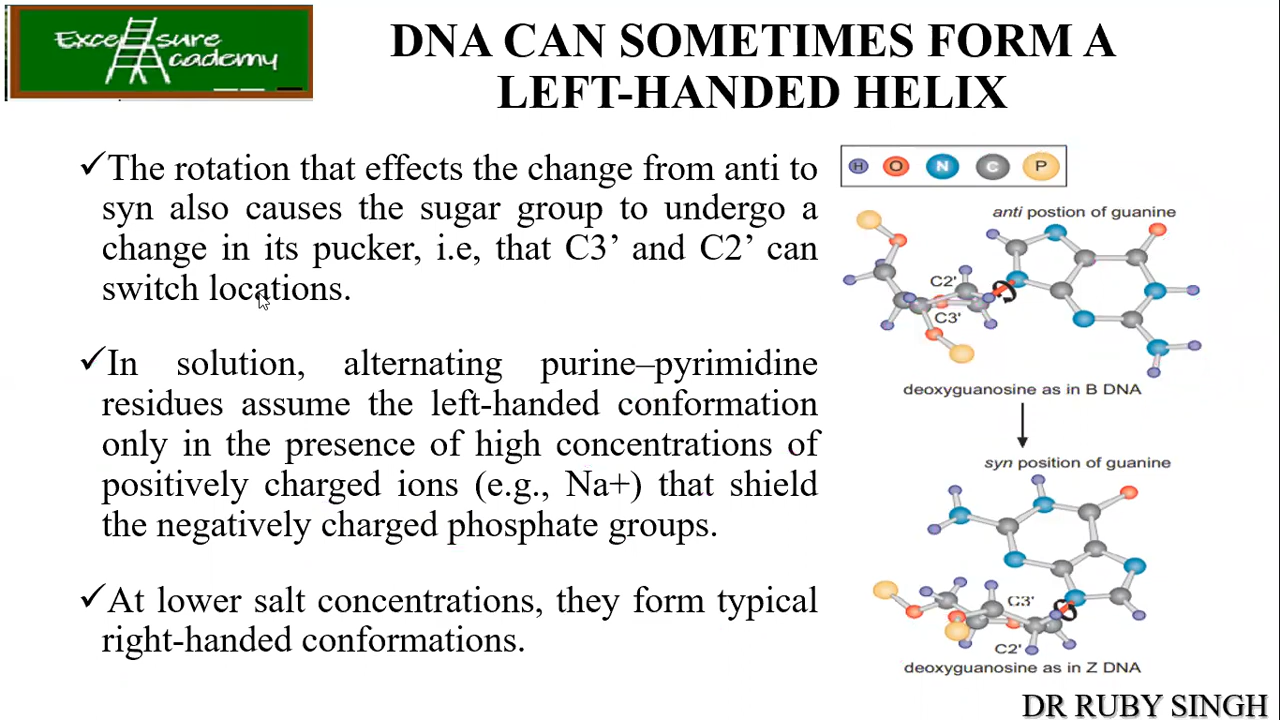 Excelsure
Academy
DNA CAN SOMETIMES FORM A
LEFT-HANDED HELIX
✓The rotation that effects the change from anti to
syn also causes the sugar group to undergo a
change in its pucker, i.e, that C3’ and C2’ can
switch locations.
✓In solution, alternating purine–pyrimidine
residues assume the left-handed conformation
only in the presence of high concentrations of
positively charged ions (e.g., Na+) that shield
the negatively charged phosphate groups.
✓At lower salt concentrations, they form typical
right-handed conformations.
H O N C P
anti postion of guanine
C2'
C3'
deoxyguanosine as in B DNA
syn position of guanine
C3'
C2'
deoxyguanosine as in Z DNA
DR RUBY SINGH